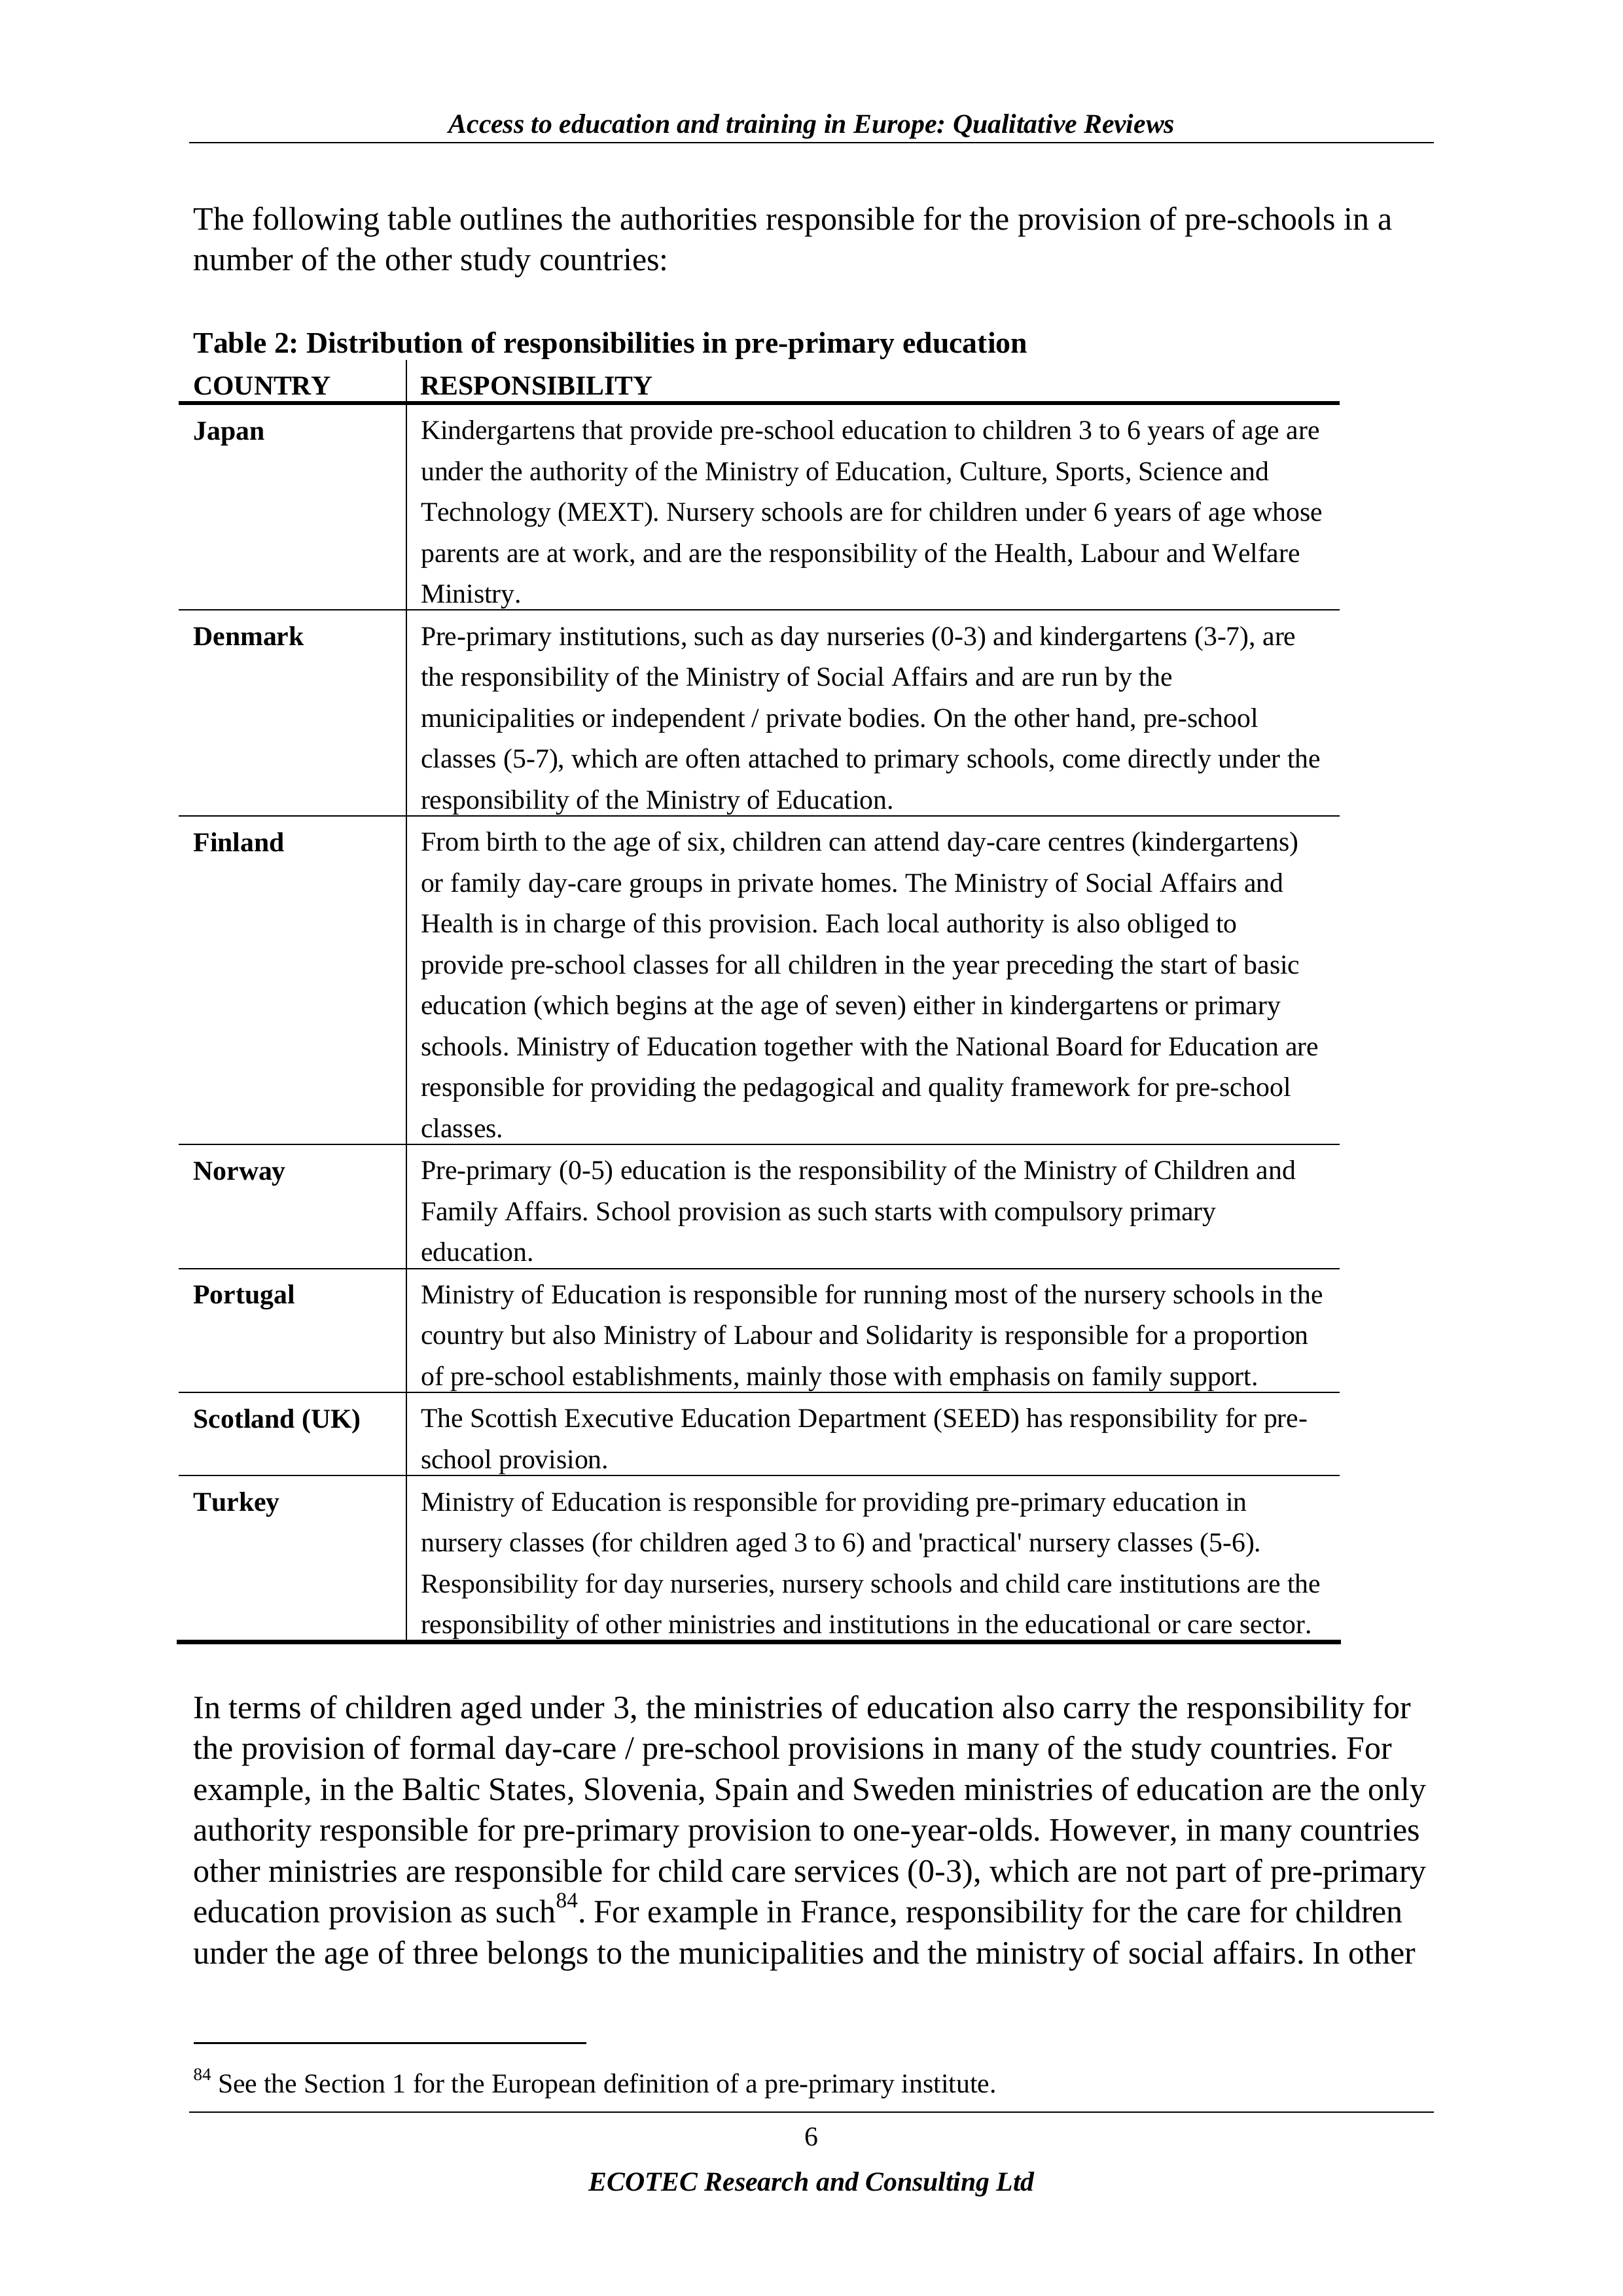 Access to education and training in Europe: Qualitative Reviews
The following table outlines the authorities responsible for the provision of pre-schools in a
number of the other study countries:
Table 2: Distribution of responsibilities in pre-primary education
COUNTRY RESPONSIBILITY
Japan Kindergartens that provide pre-school education to children 3 to 6 years of age are
under the authority of the Ministry of Education, Culture, Sports, Science and
Technology (MEXT). Nursery schools are for children under 6 years of age whose
parents are at work, and are the responsibility of the Health, Labour and Welfare
Ministry.
Denmark Pre-primary institutions, such as day nurseries (0-3) and kindergartens (3-7), are
the responsibility of the Ministry of Social Affairs and are run by the
municipalities or independent / private bodies. On the other hand, pre-school
classes (5-7), which are often attached to primary schools, come directly under the
responsibility of the Ministry of Education.
Finland From birth to the age of six, children can attend day-care centres (kindergartens)
or family day-care groups in private homes. The Ministry of Social Affairs and
Health is in charge of this provision. Each local authority is also obliged to
provide pre-school classes for all children in the year preceding the start of basic
education (which begins at the age of seven) either in kindergartens or primary
schools. Ministry of Education together with the National Board for Education are
responsible for providing the pedagogical and quality framework for pre-school
classes.
Norway Pre-primary (0-5) education is the responsibility of the Ministry of Children and
Family Affairs. School provision as such starts with compulsory primary
education.
Portugal Ministry of Education is responsible for running most of the nursery schools in the
country but also Ministry of Labour and Solidarity is responsible for a proportion
of pre-school establishments, mainly those with emphasis on family support.
Scotland (UK) The Scottish Executive Education Department (SEED) has responsibility for pre-
school provision.
Turkey Ministry of Education is responsible for providing pre-primary education in
nursery classes (for children aged 3 to 6) and 'practical' nursery classes (5-6).
Responsibility for day nurseries, nursery schools and child care institutions are the
responsibility of other ministries and institutions in the educational or care sector.
In terms of children aged under 3, the ministries of education also carry the responsibility for
the provision of formal day-care / pre-school provisions in many of the study countries. For
example, in the Baltic States, Slovenia, Spain and Sweden ministries of education are the only
authority responsible for pre-primary provision to one-year-olds. However, in many countries
other ministries are responsible for child care services (0-3), which are not part of pre-primary
education provision as such84. For example in France, responsibility for the care for children
under the age of three belongs to the municipalities and the ministry of social affairs. In other
84 See the Section 1 for the European definition of a pre-primary institute.
6
ECOTEC Research and Consulting Ltd